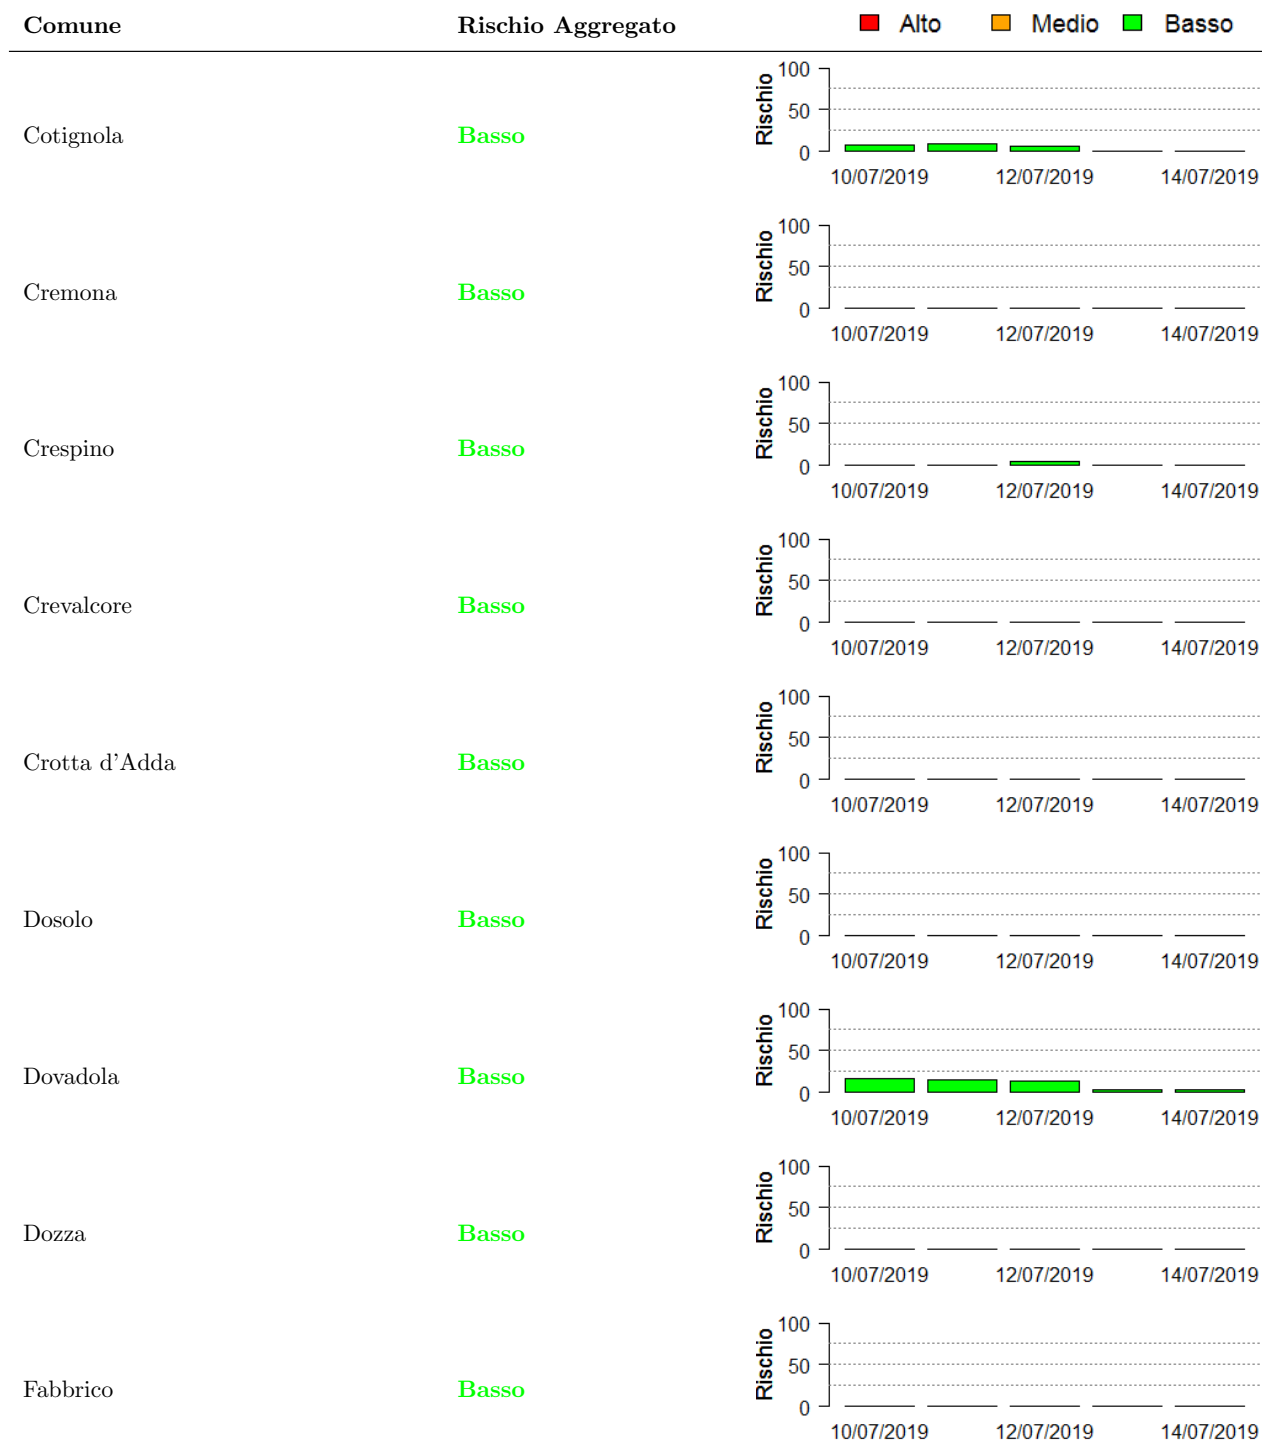 Comune Rischio Aggregato Alto Medio Basso
100
50
0
Rischio
Cotignola Basso
10/07/2019 12/07/2019 14/07/2019
100
50
0
Rischio
Cremona Basso
10/07/2019 12/07/2019 14/07/2019
100
50
0
Rischio
Crespino Basso
10/07/2019 12/07/2019 14/07/2019
100
50
0
Rischio
Crevalcore Basso
10/07/2019 12/07/2019 14/07/2019
100
50
0
Rischio
Crotta d'Adda Basso
10/07/2019 12/07/2019 14/07/2019
100
50
0
Rischio
Dosolo Basso
10/07/2019 12/07/2019 14/07/2019
100
50
0
Rischio
Dovadola Basso
10/07/2019 12/07/2019 14/07/2019
100
50
0
Rischio
Dozza Basso
10/07/2019 12/07/2019 14/07/2019
100
50
0
Rischio
Fabbrico Basso
10/07/2019 12/07/2019 14/07/2019